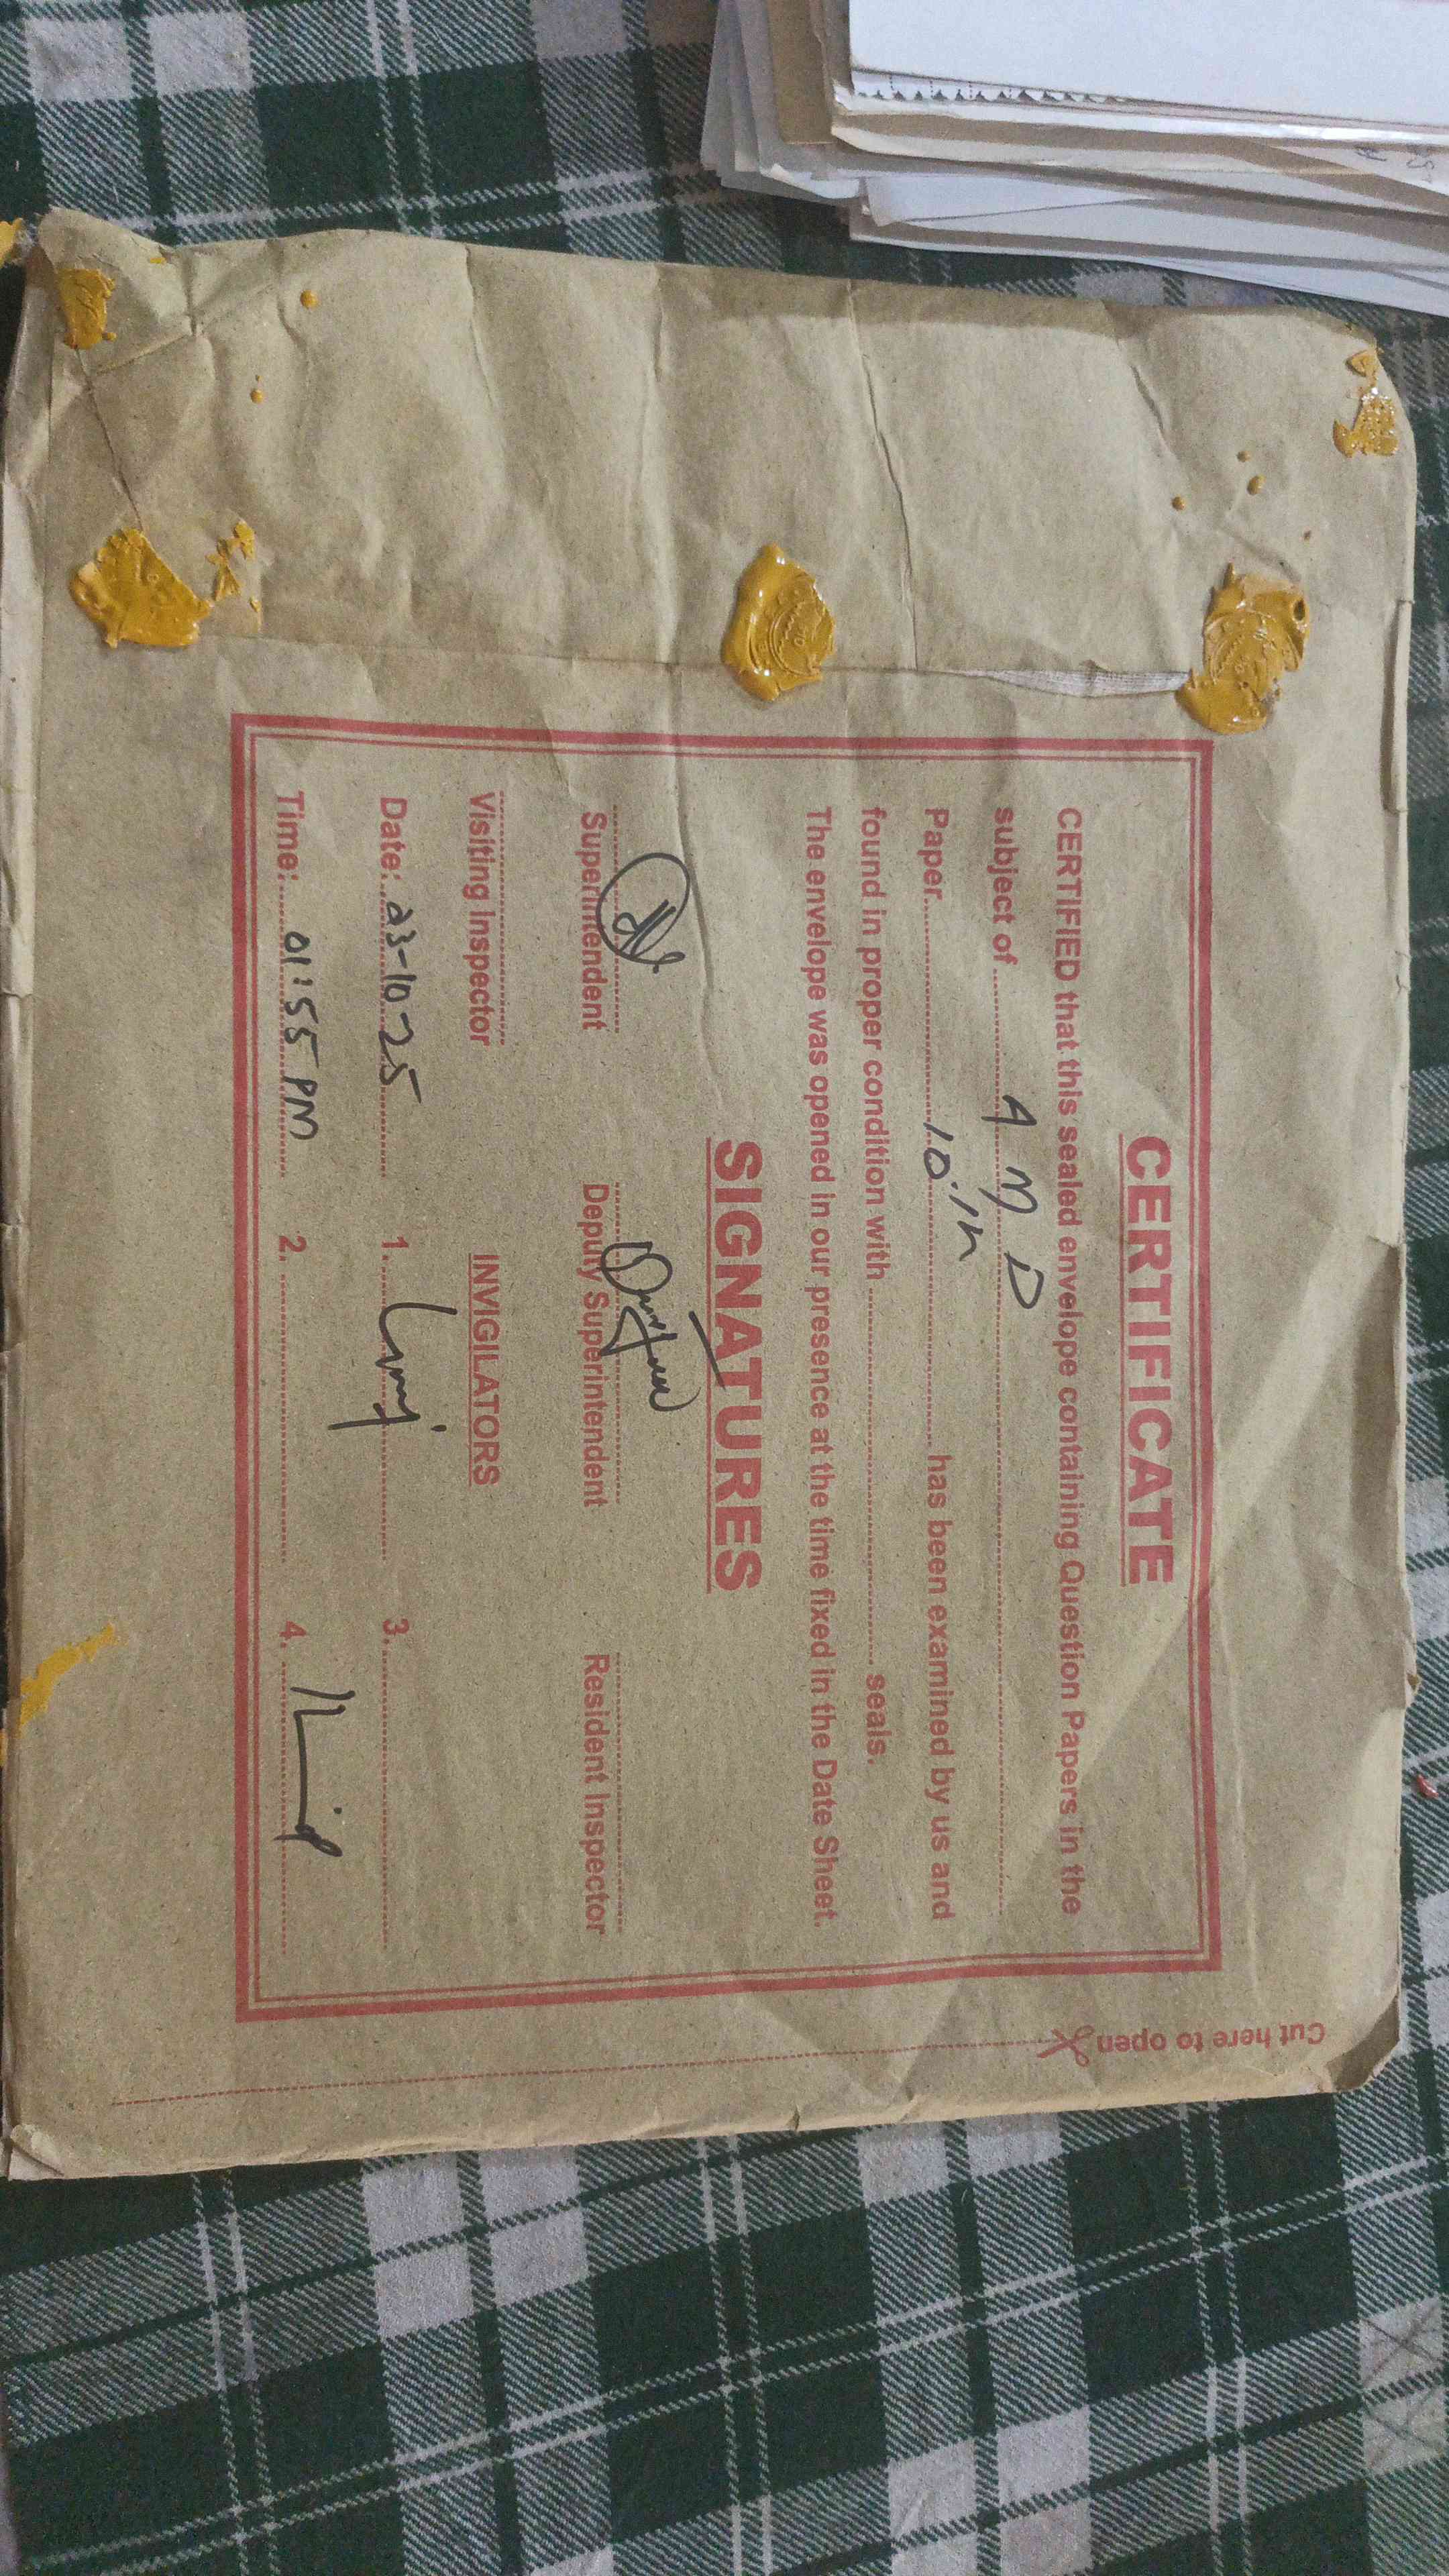 CERTIFICATE
CERTIFIED that this sealed envelope containing Question Papers in the
subject of A M D
Paper has been examined by us and
found in proper condition with seals.
The envelope was opened in our presence at the time fixed in the Date Sheet.
SIGNATURES
Superintendent Deputy Superintendent Resident Inspector
Visiting Inspector INVIGILATORS
Date: 23-10-25 1. 3.
Time: 01:55 PM 2. 4.
Cut here to open